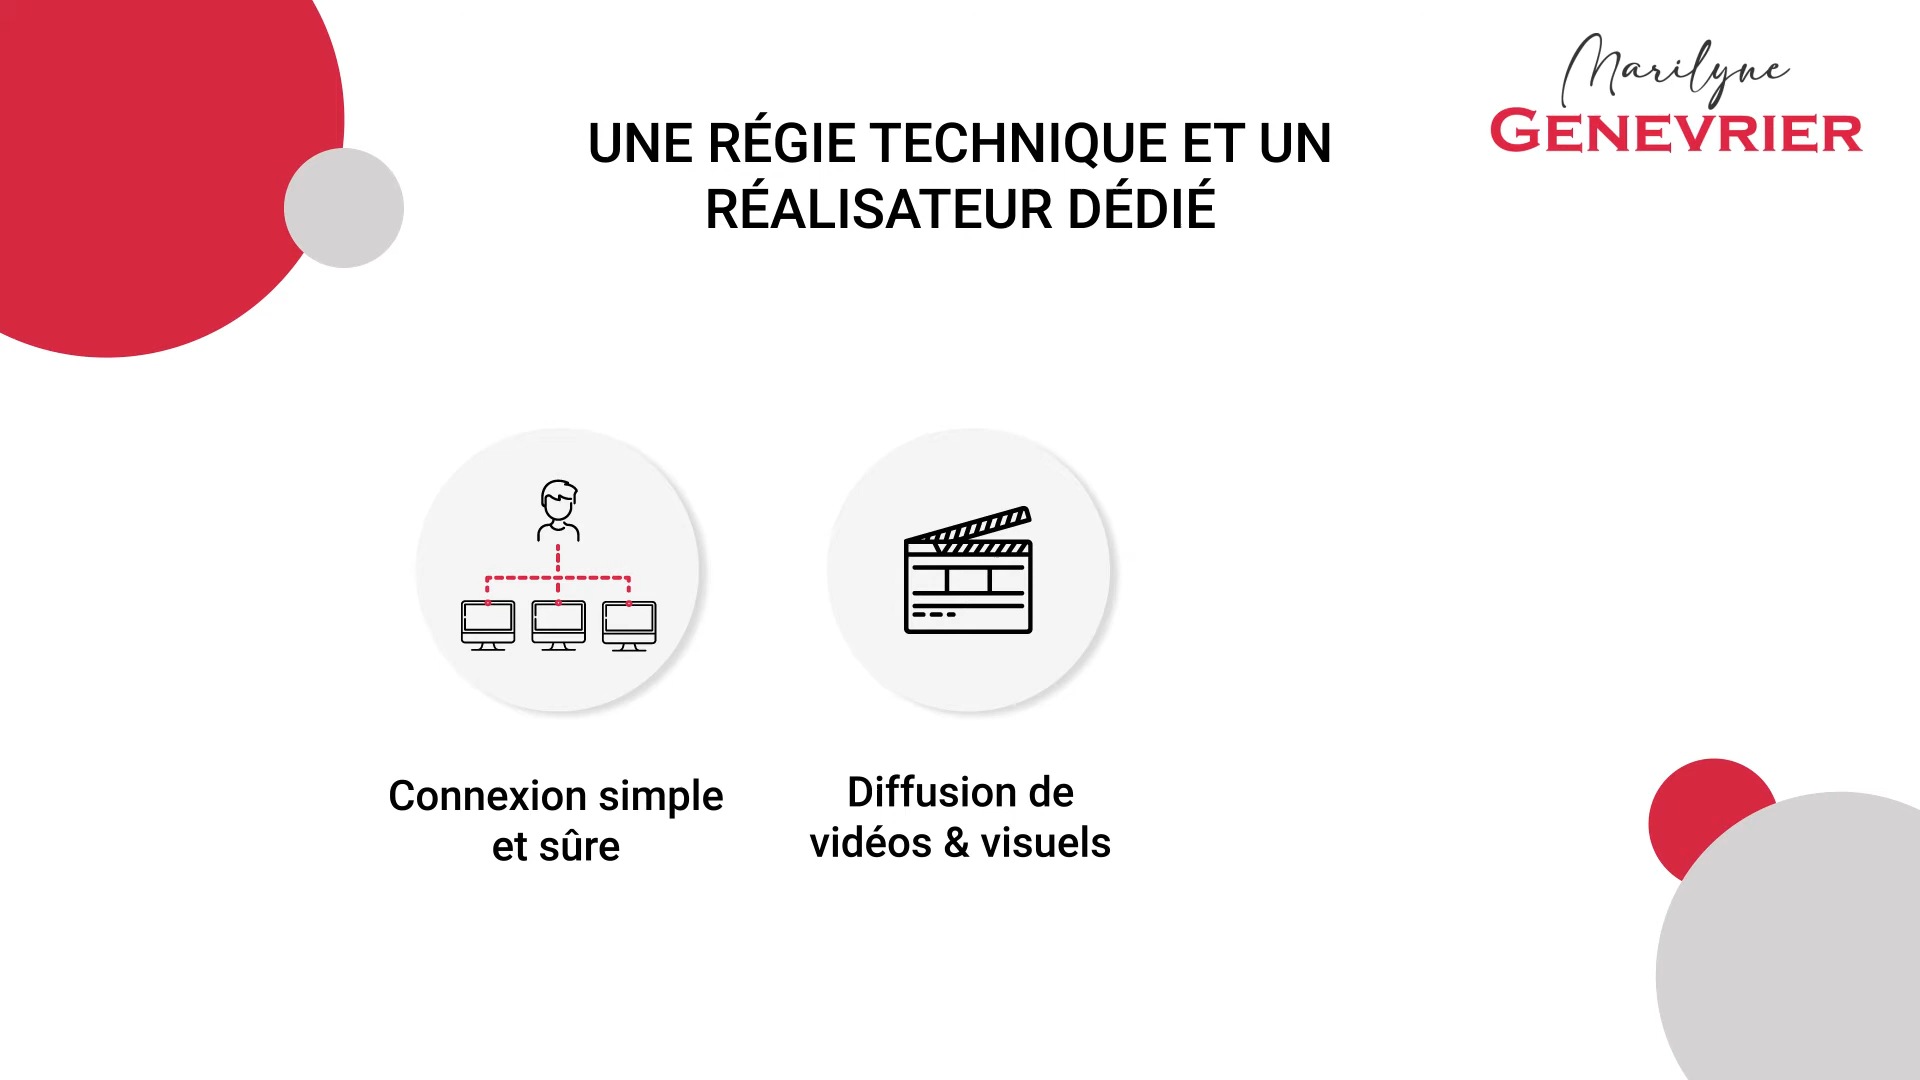 Marilyne
GENEVRIER
UNE RÉGIE TECHNIQUE ET UN
RÉALISATEUR DÉDIÉ
Connexion simple
et sûre
Diffusion de
vidéos & visuels